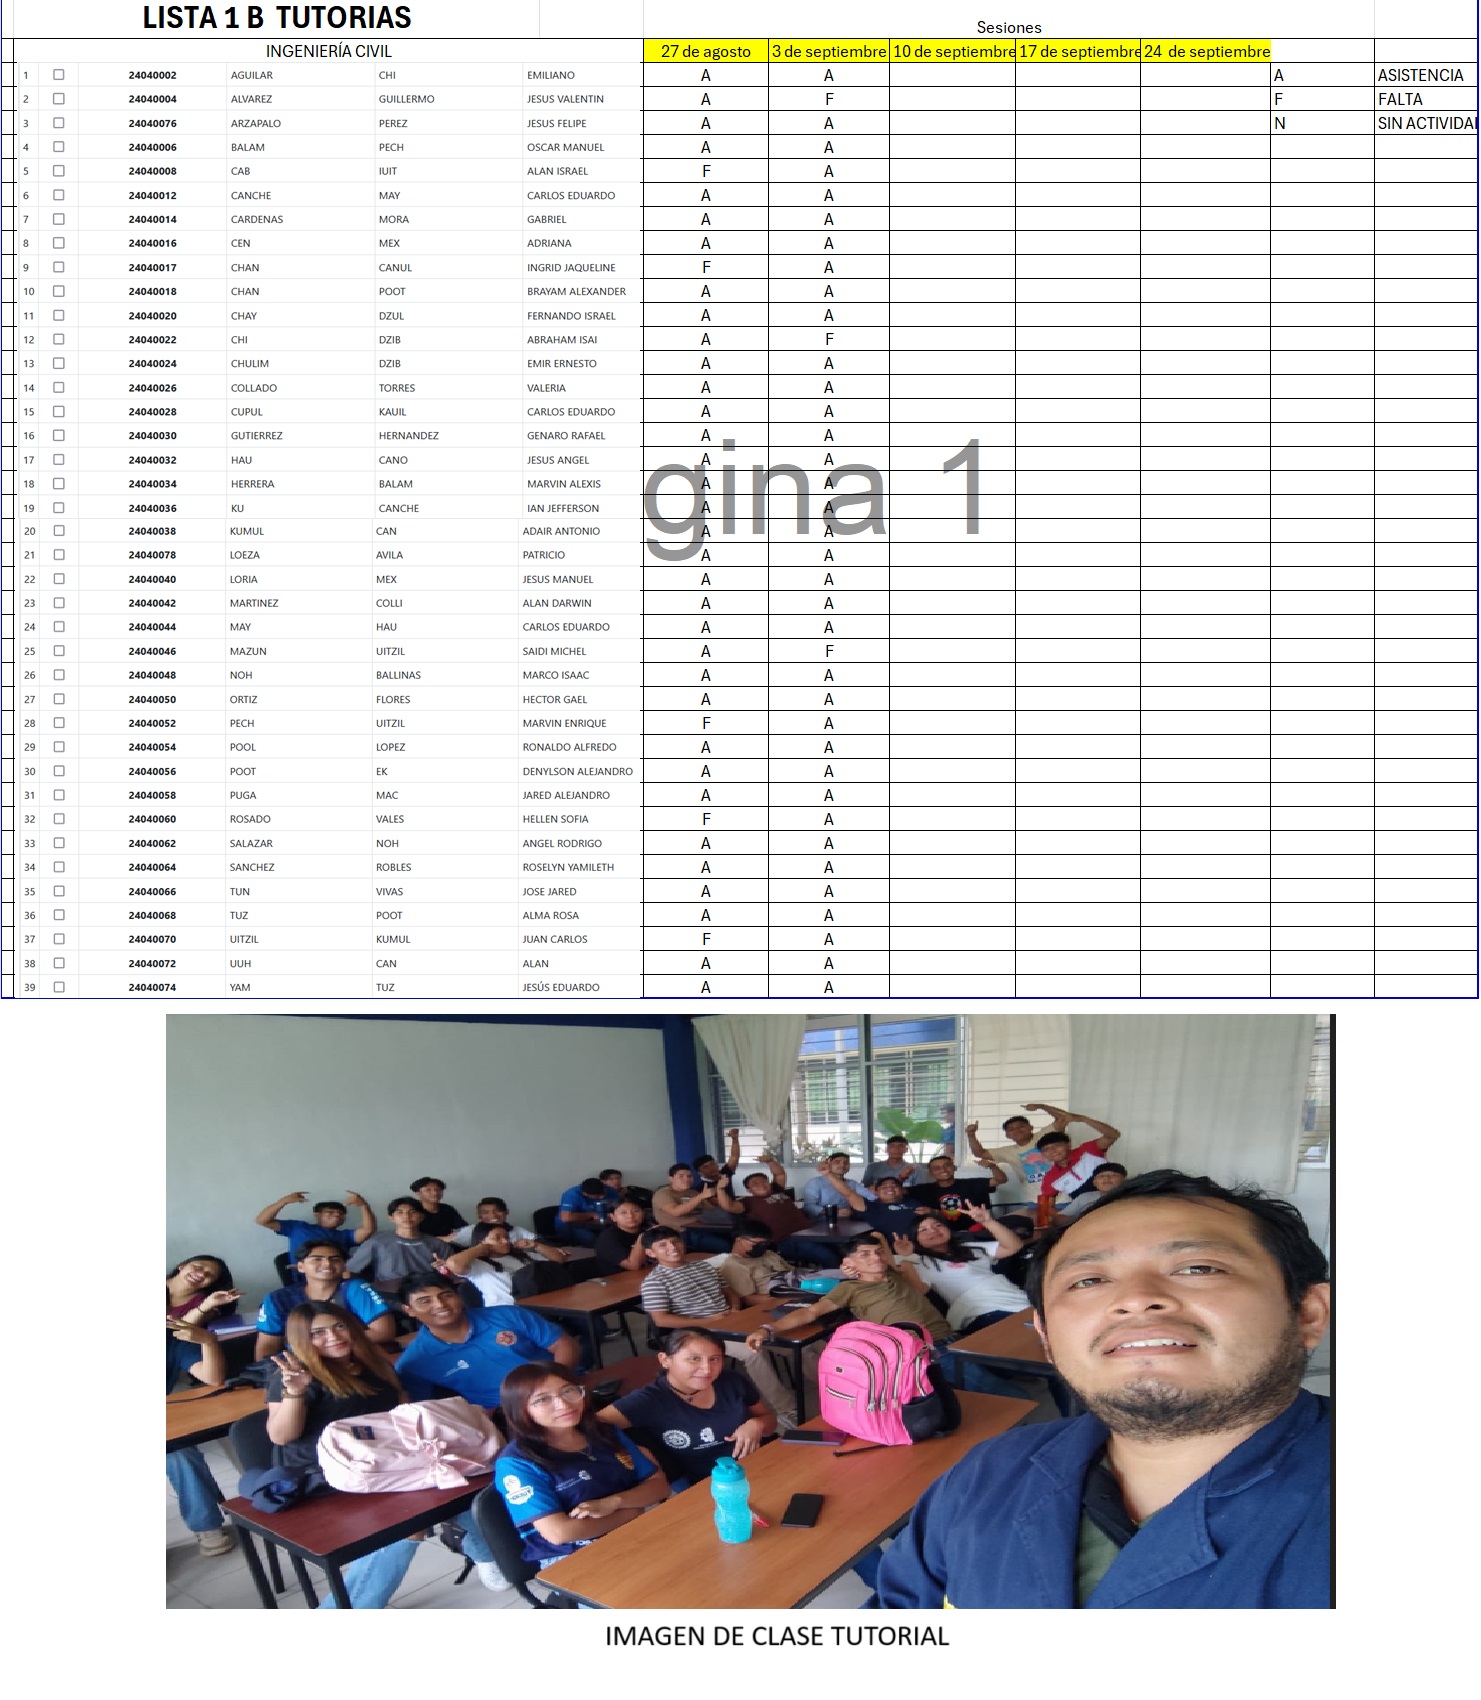 LISTA 1 B TUTORIAS
Sesiones
INGENIERÍA CIVIL 27 de agosto 3 de septiembre 10 de septiembre 17 de septiembre 24 de septiembre
1 24040002 AGUILAR CHI EMILIANO A A A ASISTENCIA
2 24040004 ALVAREZ GUILLERMO JESUS VALENTIN A F F FALTA
3 24040076 ARZAPALO PEREZ JESUS FELIPE A A N SIN ACTIVIDAI
4 24040006 BALAM PECH OSCAR MANUEL A A
5 24040008 CAB IUIT ALAN ISRAEL F A
6 24040012 CANCHE MAY CARLOS EDUARDO A A
7 24040014 CARDENAS MORA GABRIEL A A
8 24040016 CEN MEX ADRIANA A A
9 24040017 CHAN CANUL INGRID JAQUELINE F A
10 24040018 CHAN POOT BRAYAM ALEXANDER A A
11 24040020 CHAY DZUL FERNANDO ISRAEL A A
12 24040022 CHI DZIB ABRAHAM ISAI A F
13 24040024 CHULIM DZIB EMIR ERNESTO A A
14 24040026 COLLADO TORRES VALERIA A A
15 24040028 CUPUL KAUIL CARLOS EDUARDO A A
16 24040030 GUTIERREZ HERNANDEZ GENARO RAFAEL A A
17 24040032 HAU CANO JESUS ANGEL A A
gina 1
18 24040034 HERRERA BALAM MARVIN ALEXIS A A
19 24040036 KU CANCHE IAN JEFFERSON A A
20 24040038 KUMUL CAN ADAIR ANTONIO A A
21 24040078 LOEZA AVILA PATRICIO A A
22 24040040 LORIA MEX JESUS MANUEL A A
23 24040042 MARTINEZ COLLI ALAN DARWIN A A
24 24040044 MAY HAU CARLOS EDUARDO A A
25 24040046 MAZUN UITZIL SAIDI MICHEL A F
26 24040048 NOH BALLINAS MARCO ISAAC A A
27 24040050 ORTIZ FLORES HECTOR GAEL A A
28 24040052 PECH UITZIL MARVIN ENRIQUE F A
29 24040054 POOL LOPEZ RONALDO ALFREDO A A
30 24040056 POOT EK DENYLSON ALEJANDRO A A
31 24040058 PUGA MAC JARED ALEJANDRO A A
32 24040060 ROSADO VALES HELLEN SOFIA F A
33 24040062 SALAZAR NOH ANGEL RODRIGO A A
34 24040064 SANCHEZ ROBLES ROSELYN YAMILETH A A
35 24040066 TUN VIVAS JOSE JARED A A
36 24040068 TUZ POOT ALMA ROSA A A
37 24040070 UITZIL KUMUL JUAN CARLOS F A
38 24040072 UUH CAN ALAN A A
39 24040074 YAM TUZ JESÚS EDUARDO A A
IMAGEN DE CLASE TUTORIAL